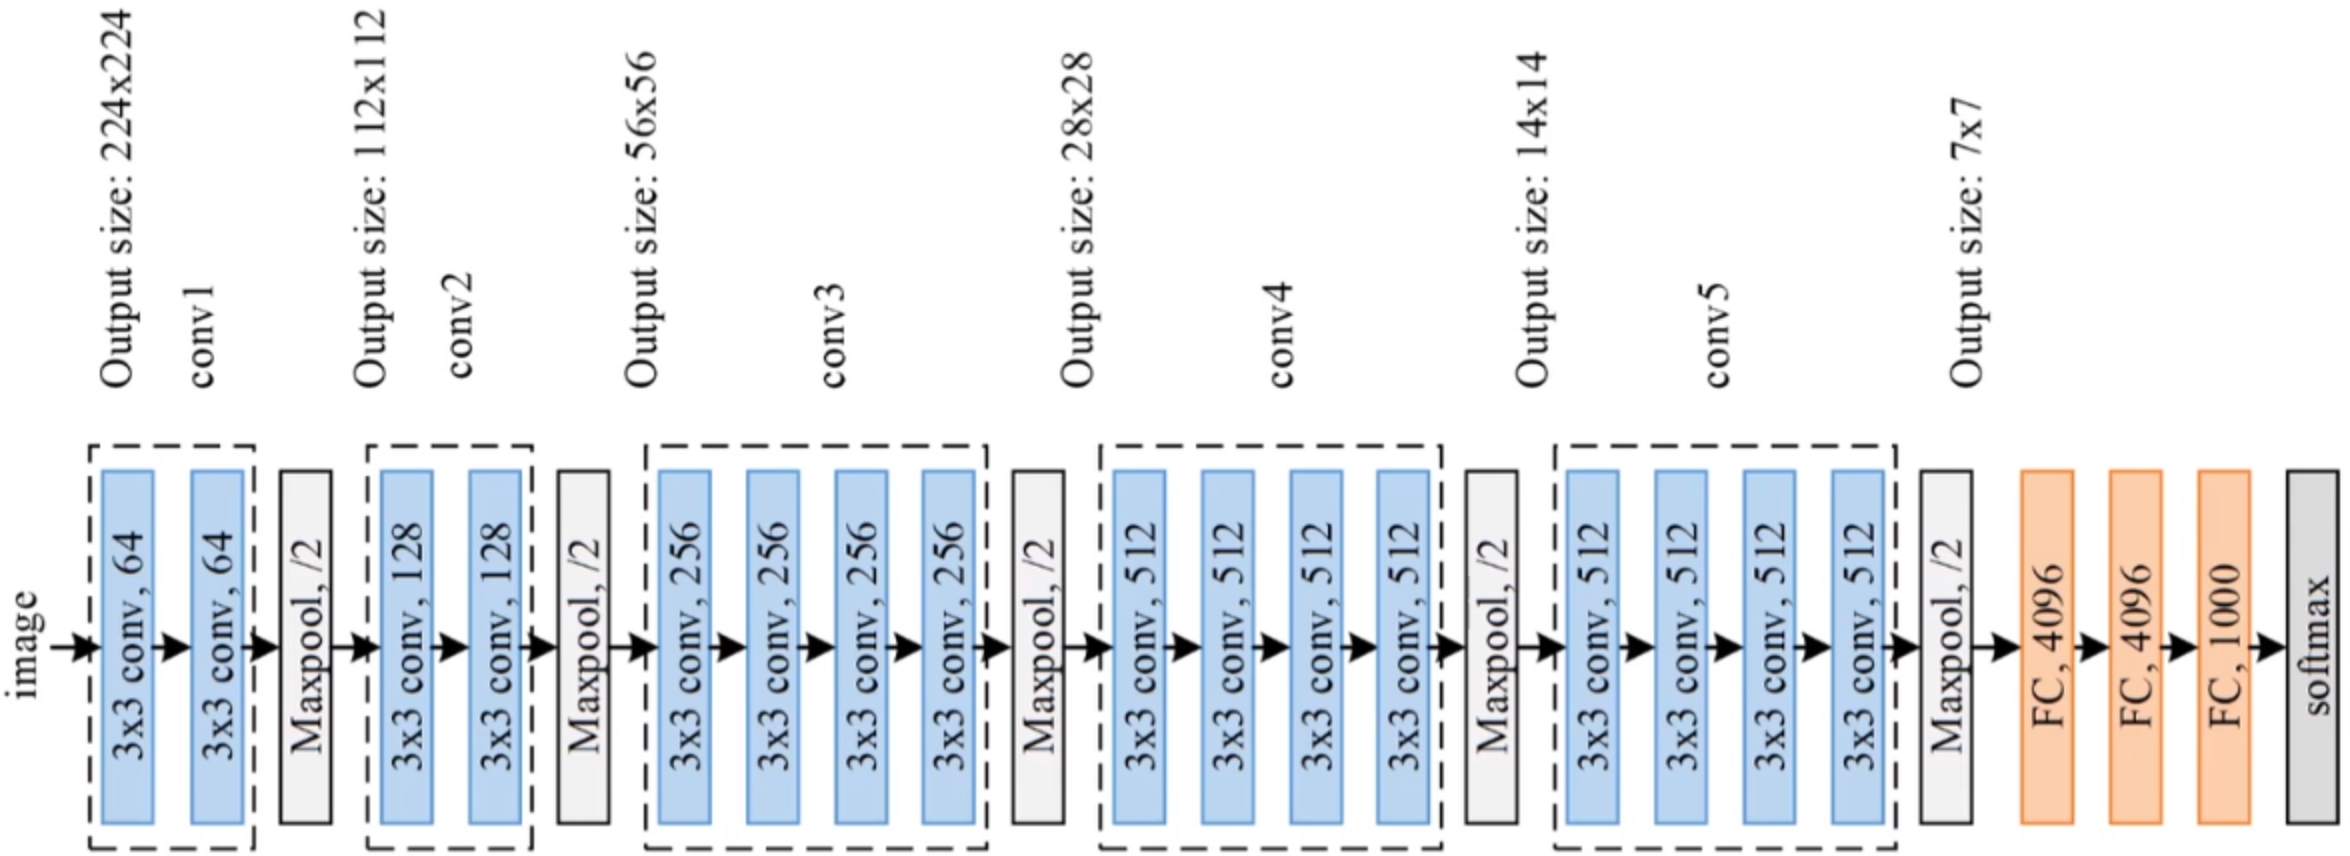 Output size: 224x224
conv1
Output size: 112x112
conv2
Output size: 56x56
conv3
Output size: 28x28
conv4
Output size: 14x14
conv5
Output size: 7x7
image
3x3 conv, 64
3x3 conv, 64
Maxpool, /2
3x3 conv, 128
3x3 conv, 128
Maxpool, /2
3x3 conv, 256
3x3 conv, 256
3x3 conv, 256
3x3 conv, 256
Maxpool, /2
3x3 conv, 512
3x3 conv, 512
3x3 conv, 512
3x3 conv, 512
Maxpool, /2
3x3 conv, 512
3x3 conv, 512
3x3 conv, 512
3x3 conv, 512
Maxpool, /2
FC, 4096
FC, 4096
FC, 1000
softmax